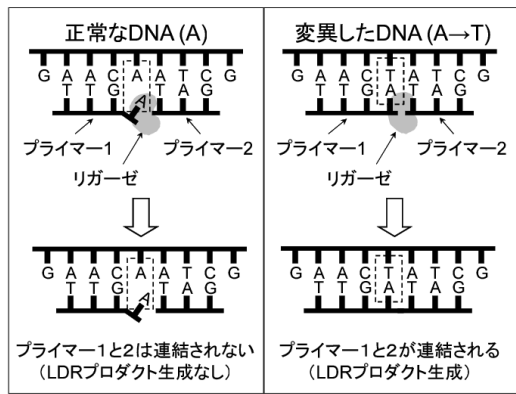 正常なDNA (A)
G A A C A A T C G
T T G A T A G
プライマー1
プライマー2
リガーゼ
G A A C A A T C G
T T G A T A G
プライマー1と2は連結されない
(LDRプロダクト生成なし)
変異したDNA (A→T)
G A A C T A T C G
T T G A T A G
プライマー1
プライマー2
リガーゼ
G A A C T A T C G
T T G A T A G
プライマー1と2が連結される
(LDRプロダクト生成)